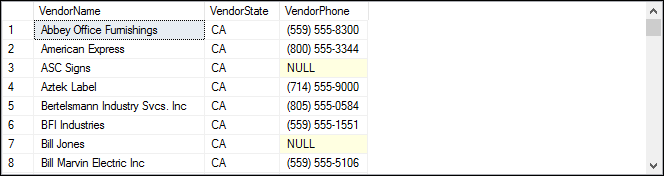 VendorName VendorState VendorPhone
1 Abbey Office Furnishings CA (559) 555-8300
2 American Express CA (800) 555-3344
3 ASC Signs CA NULL
4 Aztek Label CA (714) 555-9000
5 Bertelsmann Industry Svcs. Inc CA (805) 555-0584
6 BFI Industries CA (559) 555-1551
7 Bill Jones CA NULL
8 Bill Marvin Electric Inc CA (559) 555-5106